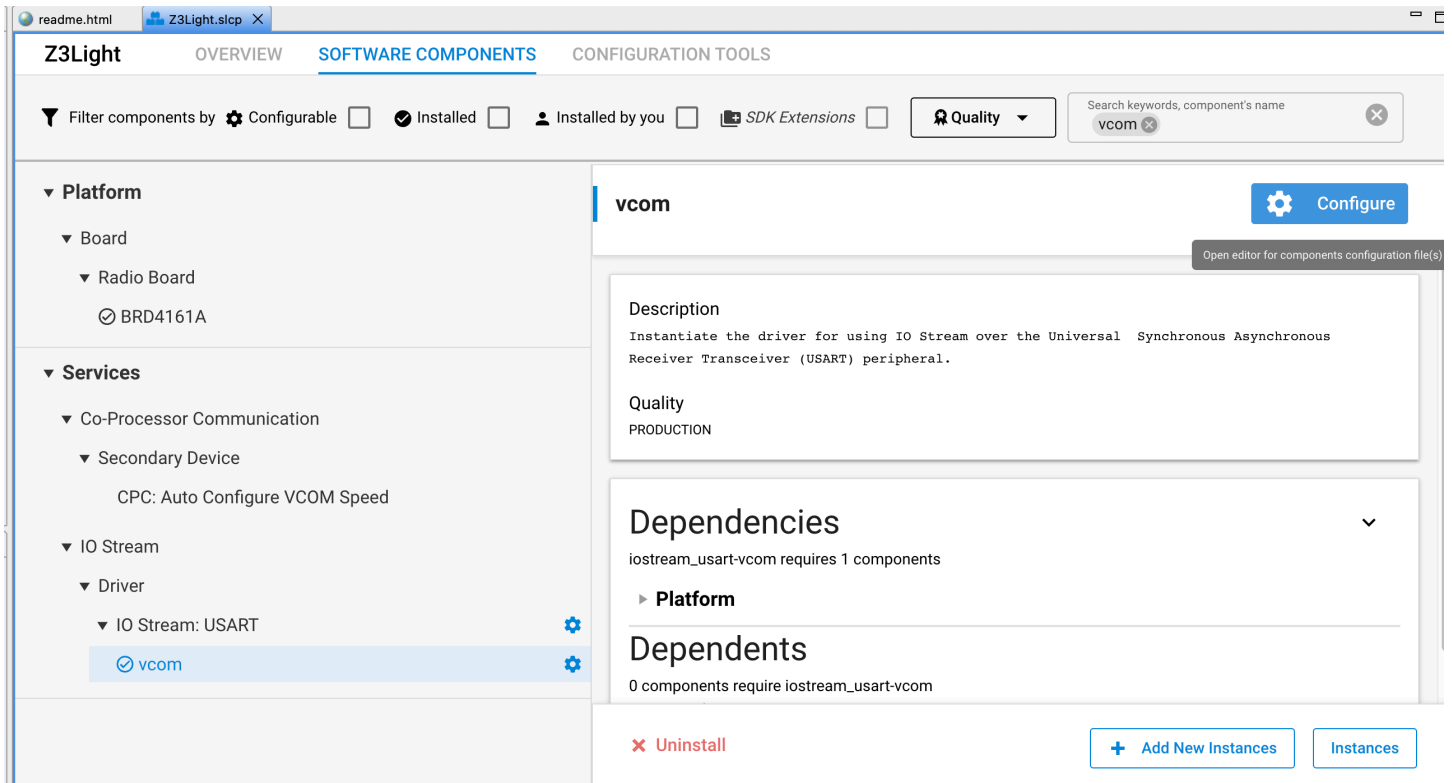 readme.html
Z3Light.slcp
Z3Light
OVERVIEW
SOFTWARE COMPONENTS
CONFIGURATION TOOLS
Filter components by
Configurable
Installed
Installed by you
SDK Extensions
Quality
Search keywords, component's name
vcom
Platform
Board
Radio Board
BRD4161A
Services
Co-Processor Communication
Secondary Device
CPC: Auto Configure VCOM Speed
IO Stream
Driver
IO Stream: USART
vcom
vcom
Configure
Open editor for components configuration file(s)
Description
Instantiate the driver for using IO Stream over the Universal  Synchronous Asynchronous
Receiver Transceiver (USART) peripheral.
Quality
PRODUCTION
Dependencies
iostream_usart-vcom requires 1 components
Platform
Dependents
0 components require iostream_usart-vcom
Uninstall
Add New Instances
Instances